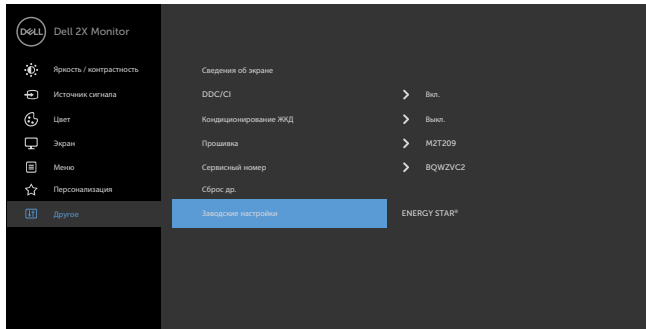 DELL Dell 2X Monitor
Яркость / контрастность
Сведения об экране
Источник сигнала
DDC/CI
Вкл.
Цвет
Кондиционирование ЖКД
Выкл.
Экран
Прошивка
M2T209
Меню
Сервисный номер
BQWZVC2
Персонализация
Сброс др.
Другое
Заводские настройки
ENERGY STAR®